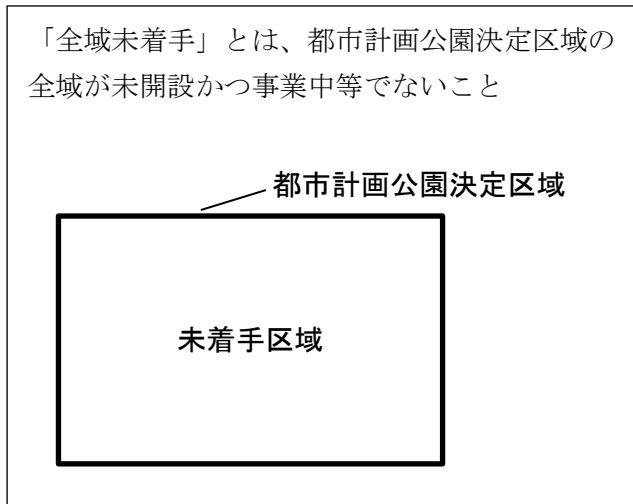 「全域未着手」とは、都市計画公園決定区域の
全域が未開設かつ事業中等でないこと
都市計画公園決定区域
未着手区域